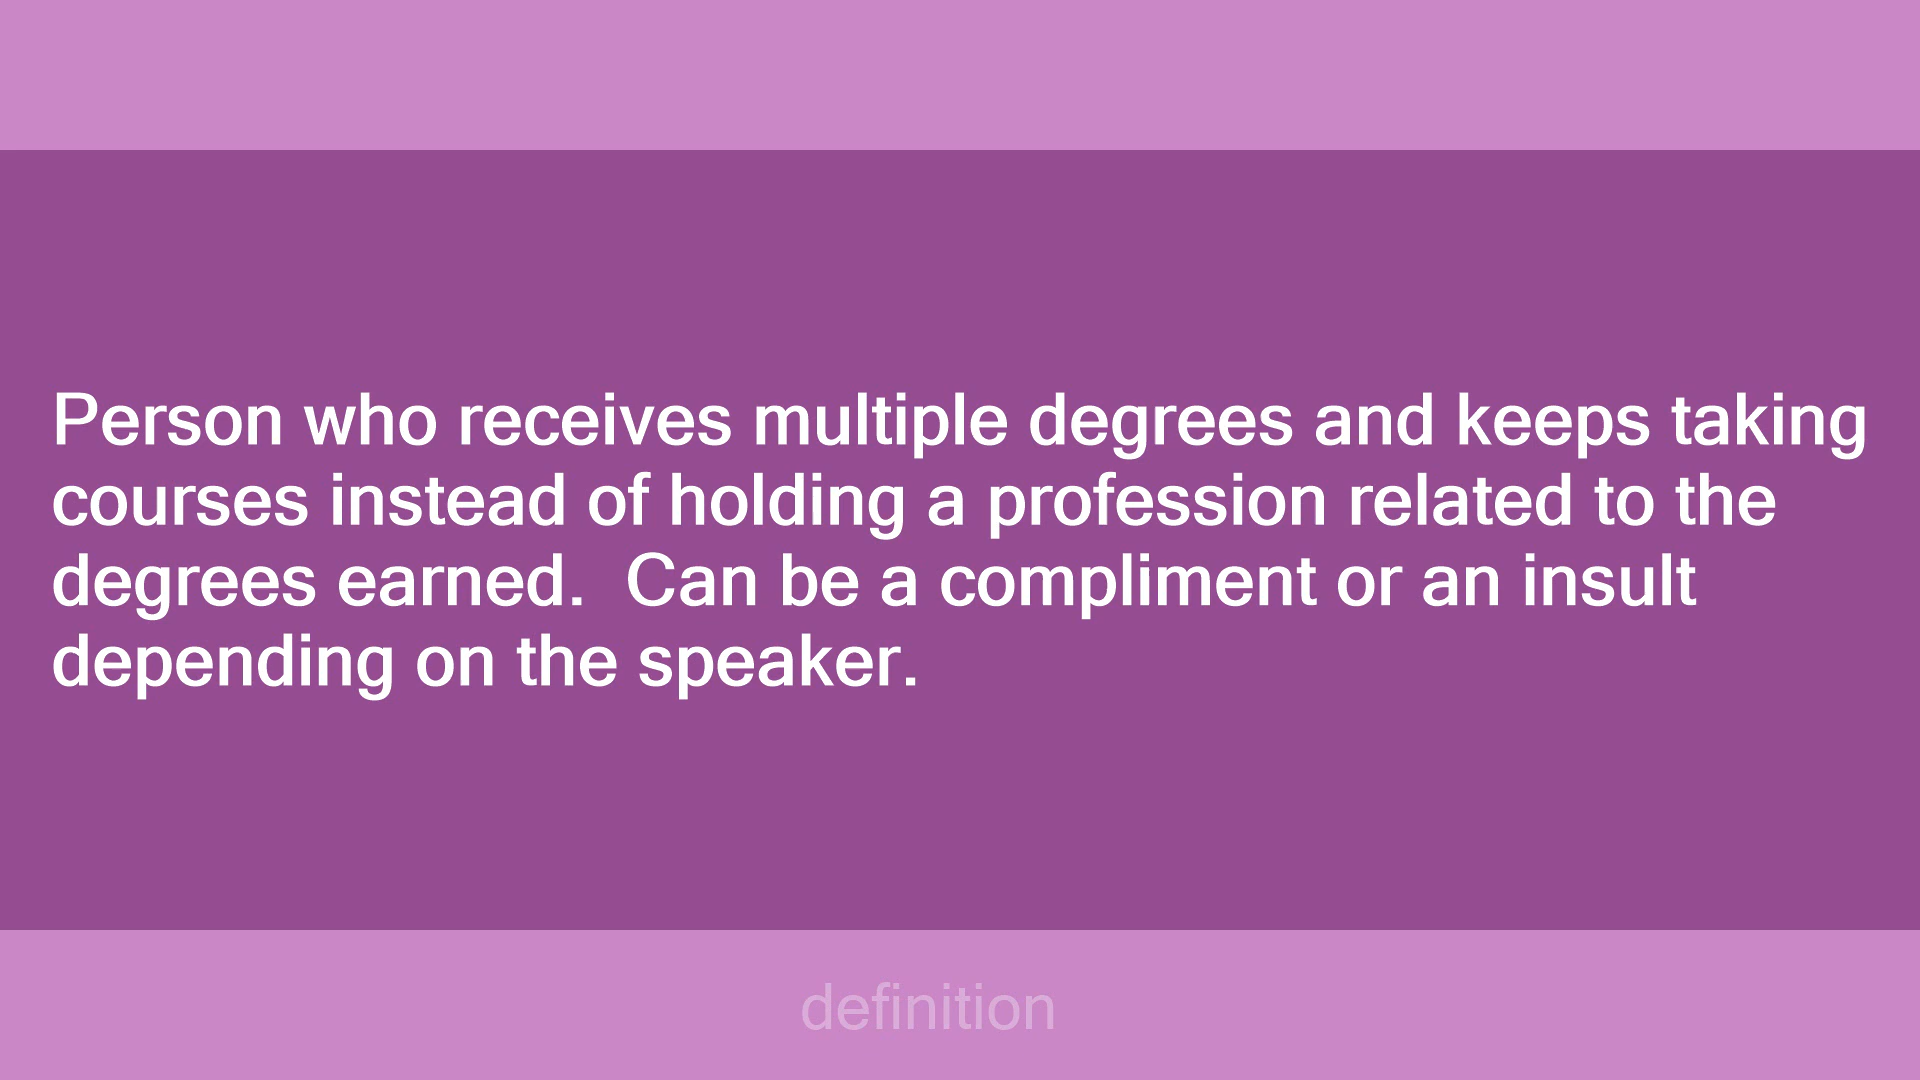 Person who receives multiple degrees and keeps taking
courses instead of holding a profession related to the
degrees earned.  Can be a compliment or an insult
depending on the speaker.
definition